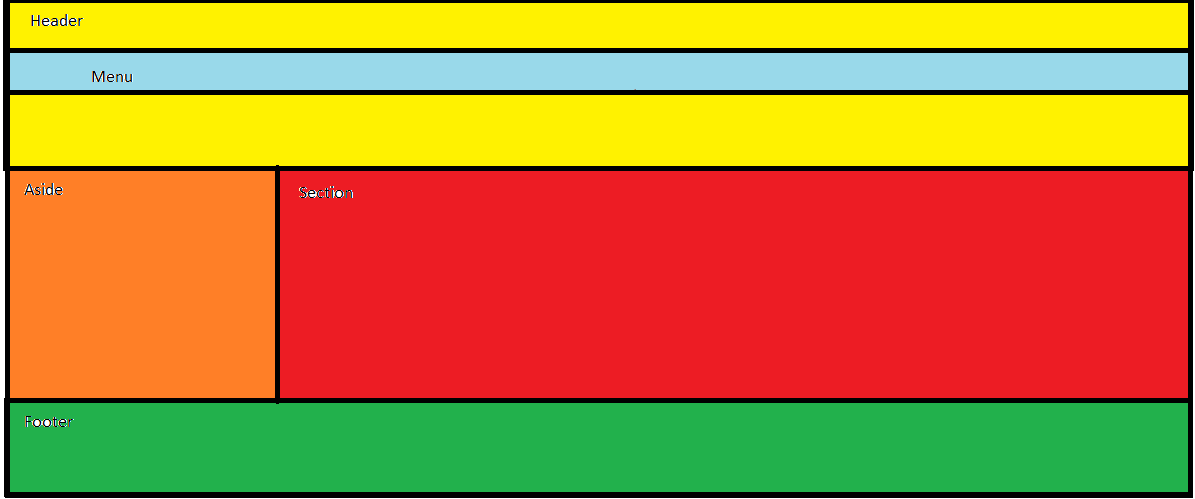 Header
Menu
Aside
Section
Footer